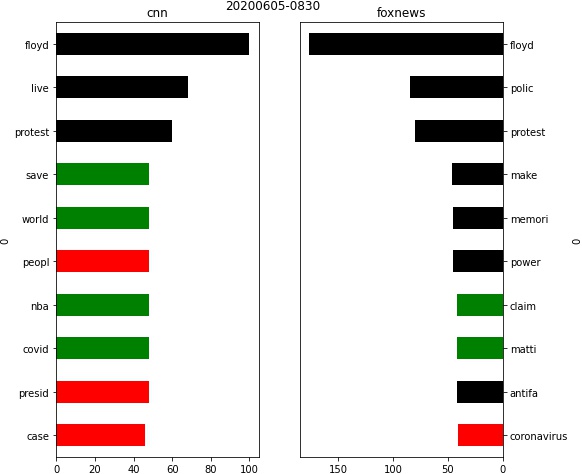 20200605-0830
cnn
foxnews
floyd
live
protest
save
world
peopl
nba
covid
presid
case
0
0 20 40 60 80 100
floyd
polic
protest
make
memori
power
claim
matti
antifa
coronavirus
0
150 100 50 0